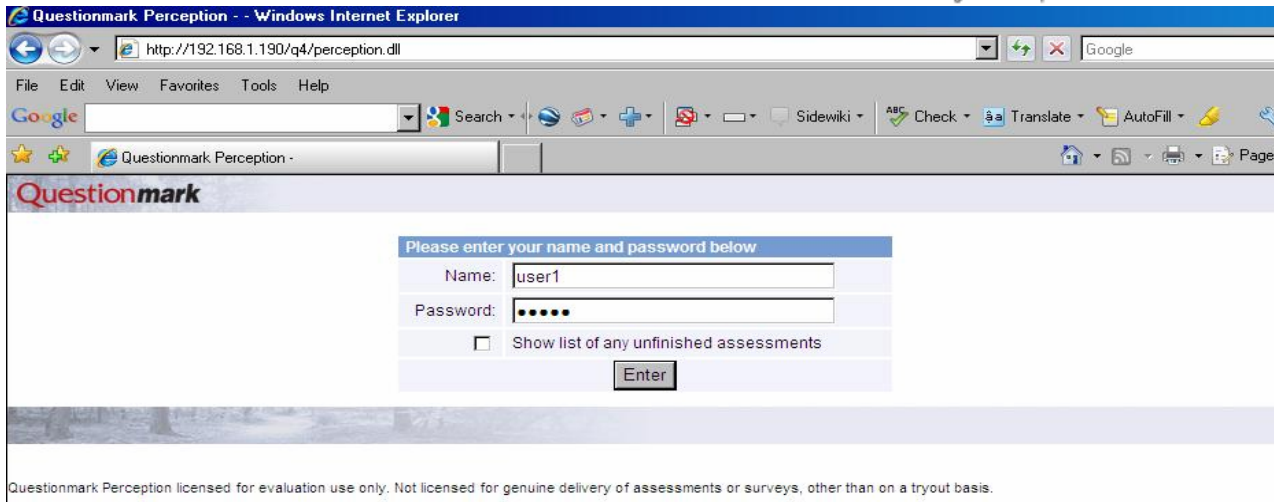 Questionmark Perception - - Windows Internet Explorer
http://192.168.1.190/q4/perception.dll
Google
File Edit View Favorites Tools Help
Google Search Sidewiki Check Translate AutoFill
Questionmark Perception - Page
Questionmark
Please enter your name and password below
Name: user1
Password: •••••
Show list of any unfinished assessments
Enter
Questionmark Perception licensed for evaluation use only. Not licensed for genuine delivery of assessments or surveys, other than on a tryout basis.